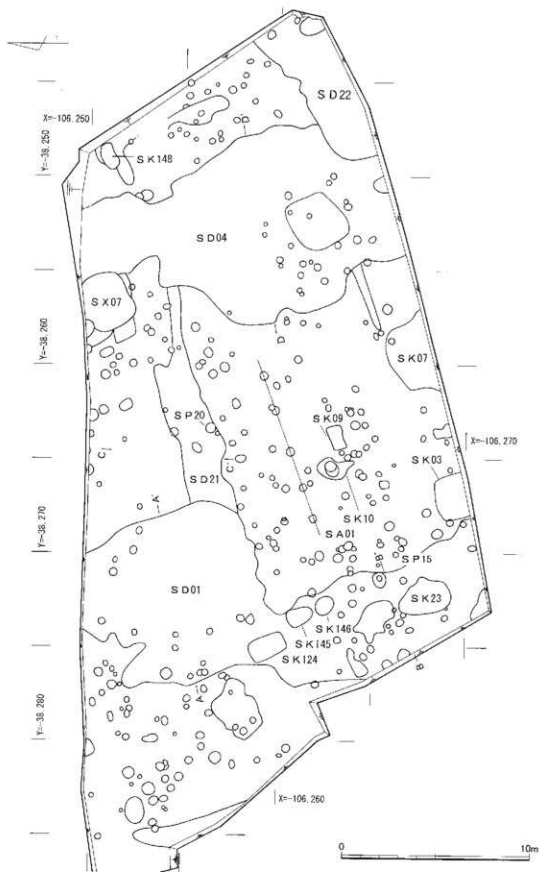 SD22
X=-106,250
Y=-38,250
SK148
D'
SD04
SX07
D
Y=-38,260
SK07
SP20
SK09
X=-106,270
C'
C
SD21
SK03
A'
Y=-38,270
SK10
SA01
B'
SP15
SD01
SK23
SK146
SK145
SK124
B
A
Y=-38,280
X=-106,260
0
10m